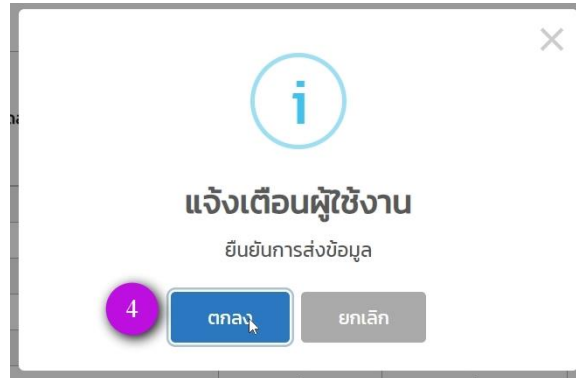 แจ้งเตือนผู้ใช้งาน
ยืนยันการส่งข้อมูล
4
ตกลง
ยกเลิก